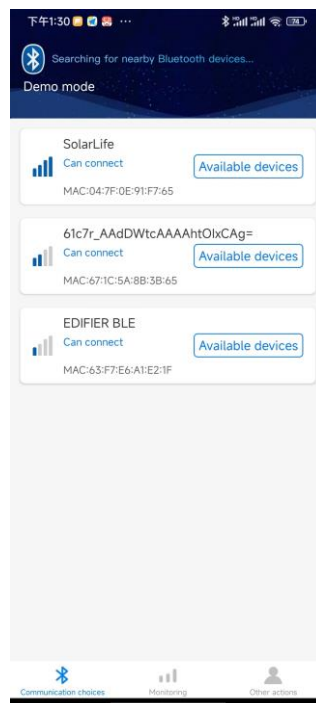 下午1:30 ··· 74
Searching for nearby Bluetooth devices...
Demo mode
SolarLife
Can connect
Available devices
MAC:04:7F:0E:91:F7:65
61c7r_AAdDWtcAAAAhtOIxCAg=
Can connect
Available devices
MAC:67:1C:5A:8B:3B:65
EDIFIER BLE
Can connect
Available devices
MAC:63:F7:E6:A1:E2:1F
Communication choices Monitoring Other actions